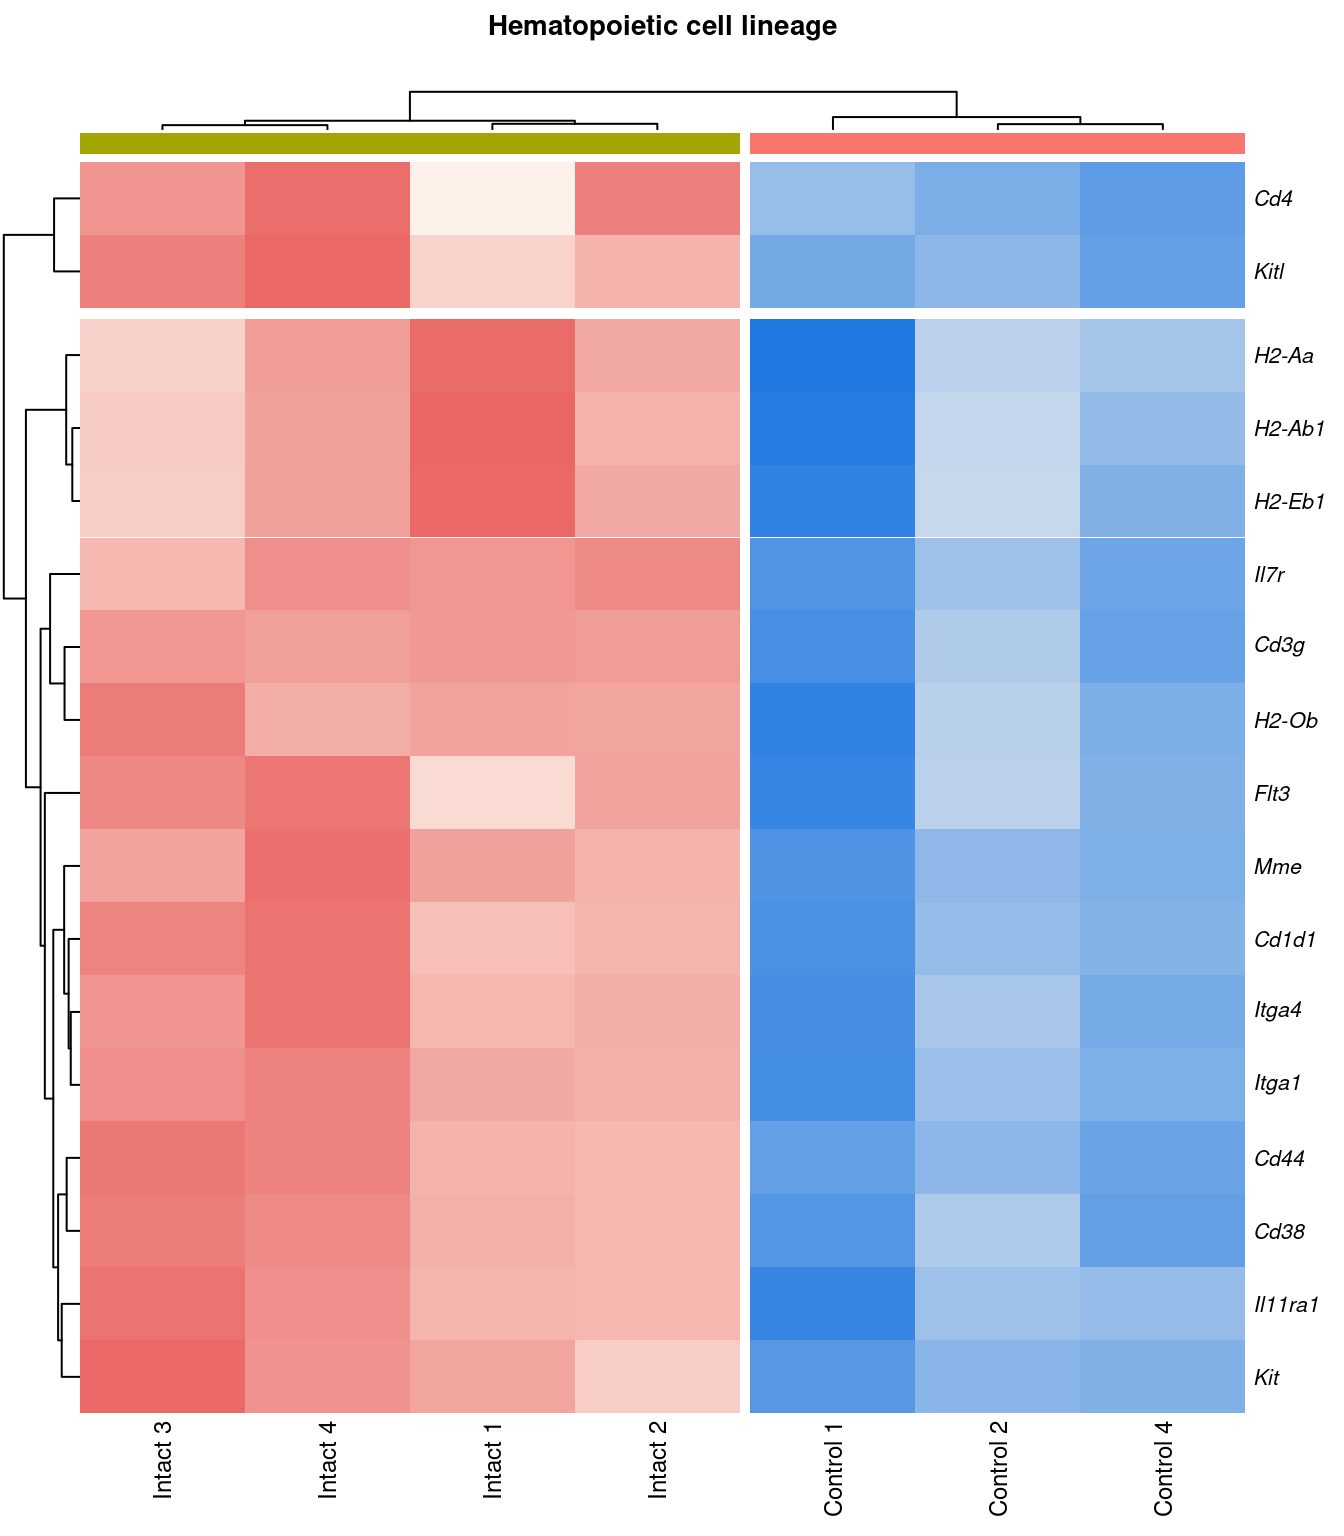 Hematopoietic cell lineage
Cd4
Kitl
H2-Aa
H2-Ab1
H2-Eb1
Il7r
Cd3g
H2-Ob
Flt3
Mme
Cd1d1
Itga4
Itga1
Cd44
Cd38
Il11ra1
Kit
Intact 3
Intact 4
Intact 1
Intact 2
Control 1
Control 2
Control 4